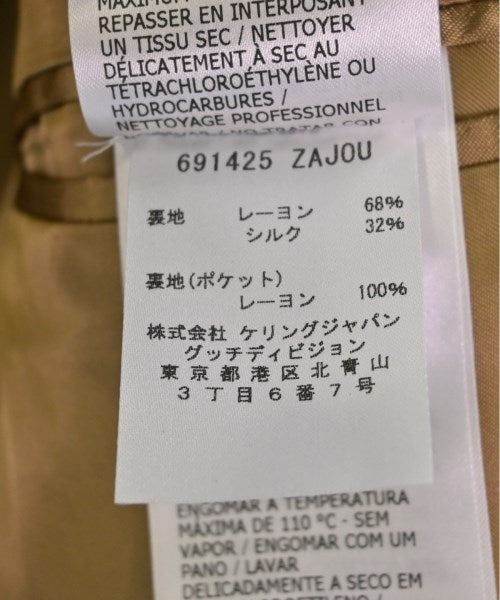 MAXIMUM
REPASSER EN INTERPOSANT
UN TISSU SEC / NETTOYER
DÉLICATEMENT À SEC AU
TÉTRACHLOROÉTHYLÈNE OU
HYDROCARBURES /
NETTOYAGE PROFESSIONNEL
691425 ZAJOU
裏地 レーヨン 68%
シルク 32%
裏地(ポケット)
レーヨン 100%
株式会社 ケリングジャパン
グッチディビジョン
東京都港区北青山
3丁目6番7号
ENGOMAR A TEMPERATURA
MÁXIMA DE 110 °C - SEM
VAPOR / ENGOMAR COM UM
PANO / LAVAR
DELICADAMENTE A SECO EM